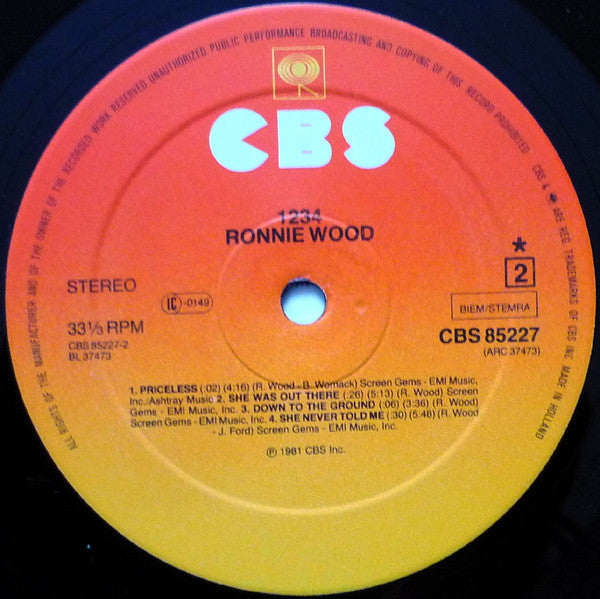 ALL RIGHTS OF THE MANUFACTURER AND OF THE OWNER OF THE RECORDED WORK RESERVED UNAUTHORIZED PUBLIC PERFORMANCE BROADCASTING AND COPYING OF THIS RECORD PROHIBITED
CBS & ARE REG. TRADEMARKS OF CBS INC MADE IN HOLLAND
CBS
1234
RONNIE WOOD
STEREO
IC -0149
33⅓ RPM
CBS 85227-2
BL 37473
*
2
BIEM/STEMRA
CBS 85227
(ARC 37473)
1. PRICELESS (:02) (4:16) (R. Wood - B. Womack) Screen Gems - EMI Music,
Inc./Ashtray Music 2. SHE WAS OUT THERE (:26) (5:13) (R. Wood) Screen
Gems - EMI Music, Inc. 3. DOWN TO THE GROUND (:06) (3:36) (R. Wood)
Screen Gems - EMI Music, Inc. 4. SHE NEVER TOLD ME (:30) (5:46) (R. Wood
- J. Ford) Screen Gems - EMI Music, Inc.
℗ 1981 CBS Inc.